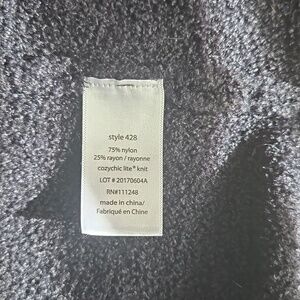 style 428
75% nylon
25% rayon / rayonne
cozychic lite® knit
LOT # 20170604A
RN#111248
made in china/
Fabriqué en Chine